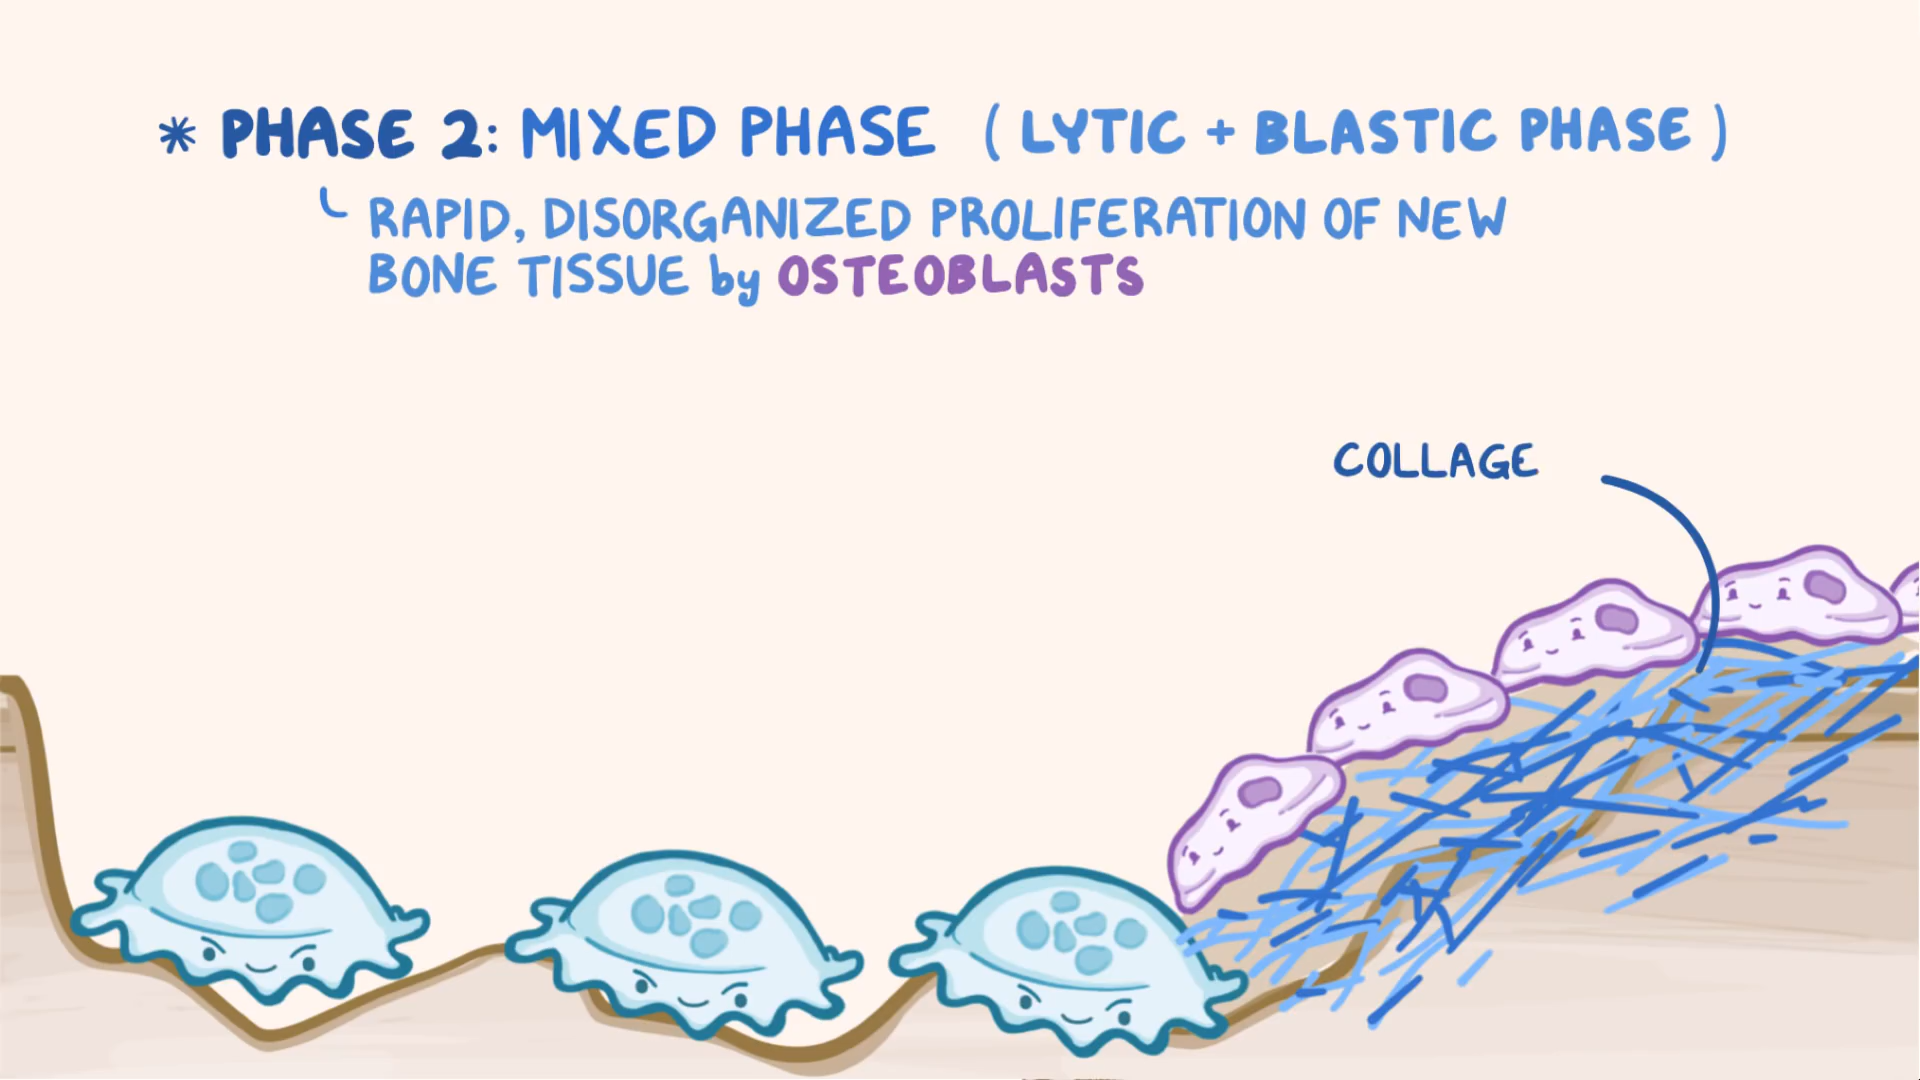 * PHASE 2: MIXED PHASE (LYTIC + BLASTIC PHASE)
RAPID, DISORGANIZED PROLIFERATION OF NEW
BONE TISSUE by OSTEOBLASTS
COLLAGE